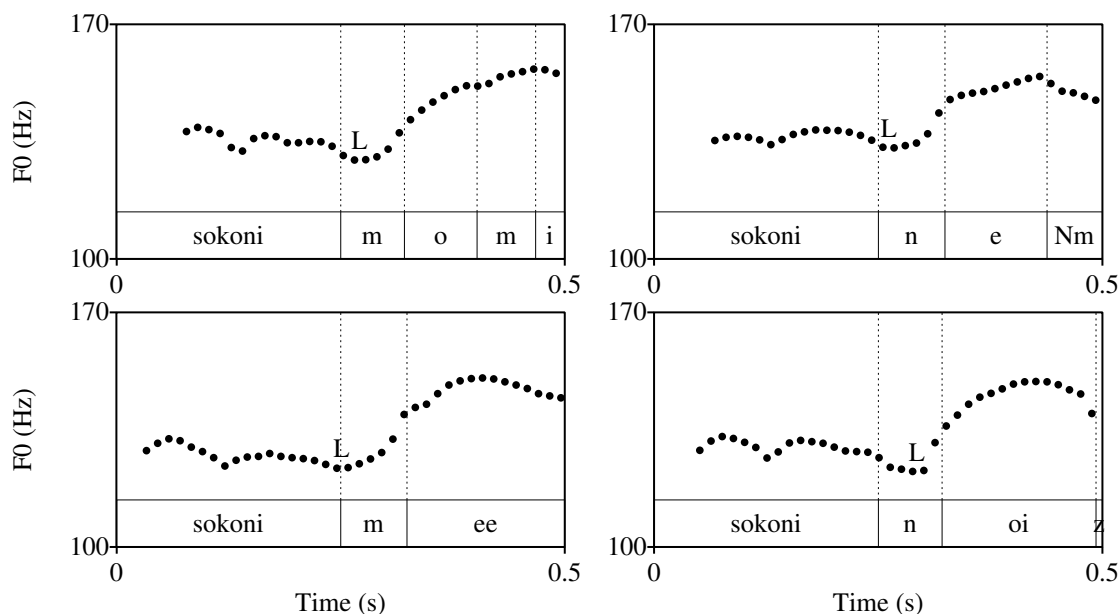 170 170
F0 (Hz)
L L
sokoni m o m i sokoni n e Nm
100 100
0 0.5 0 0.5
170 170
F0 (Hz)
L L
sokoni m ee sokoni n oi z
100 100
0 0.5 0 0.5
Time (s) Time (s)